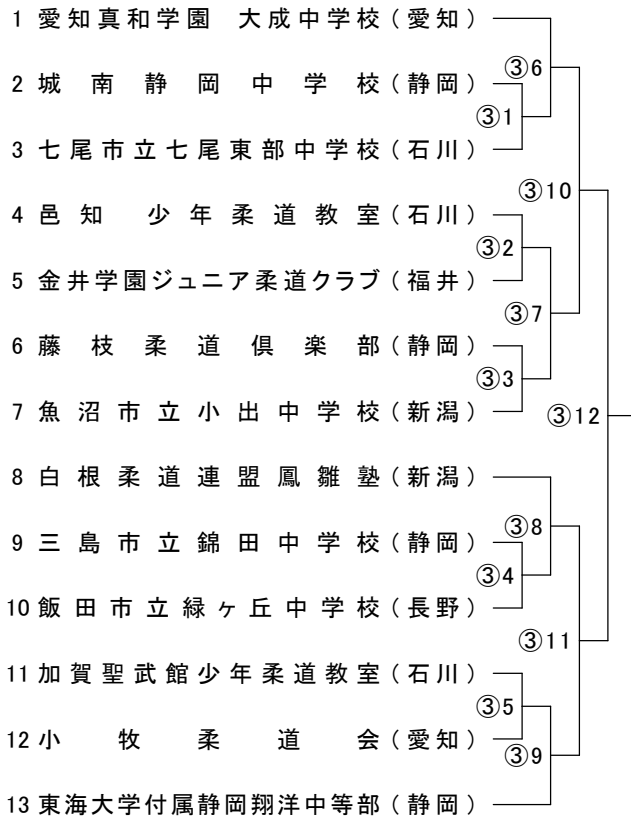 1 愛知真和学園 大成中学校(愛知)
③6
2 城南静岡中学校(静岡)
③1
3 七尾市立七尾東部中学校(石川)
③10
4 邑知 少年柔道教室(石川)
③2
5 金井学園ジュニア柔道クラブ(福井)
③7
6 藤枝柔道倶楽部(静岡)
③3
7 魚沼市立小出中学校(新潟)
③12
8 白根柔道連盟鳳雛塾(新潟)
③8
9 三島市立錦田中学校(静岡)
③4
10 飯田市立緑ヶ丘中学校(長野)
③11
11 加賀聖武館少年柔道教室(石川)
③5
12 小牧柔道会(愛知)
③9
13 東海大学付属静岡翔洋中等部(静岡)